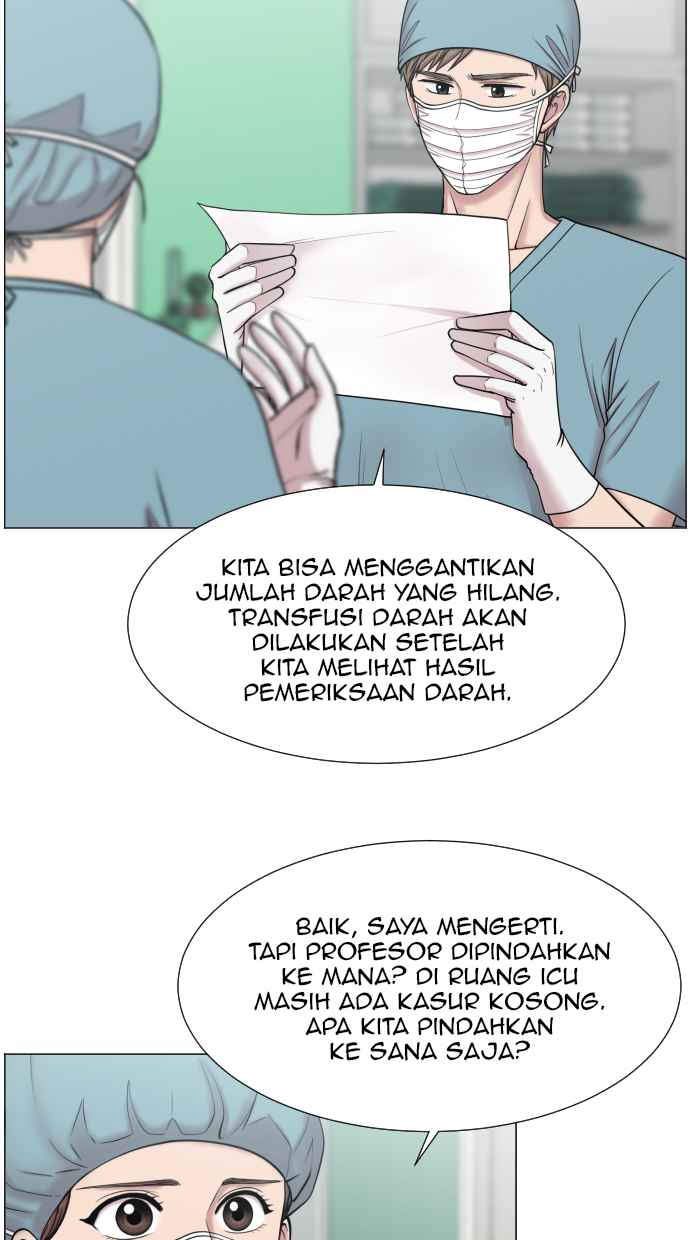 KITA BISA MENGGANTIKAN
JUMLAH DARAH YANG HILANG.
TRANSFUSI DARAH AKAN
DILAKUKAN SETELAH
KITA MELIHAT HASIL
PEMERIKSAAN DARAH.
BAIK, SAYA MENGERTI.
TAPI PROFESOR DIPINDAHKAN
KE MANA? DI RUANG ICU
MASIH ADA KASUR KOSONG.
APA KITA PINDAHKAN
KE SANA SAJA?